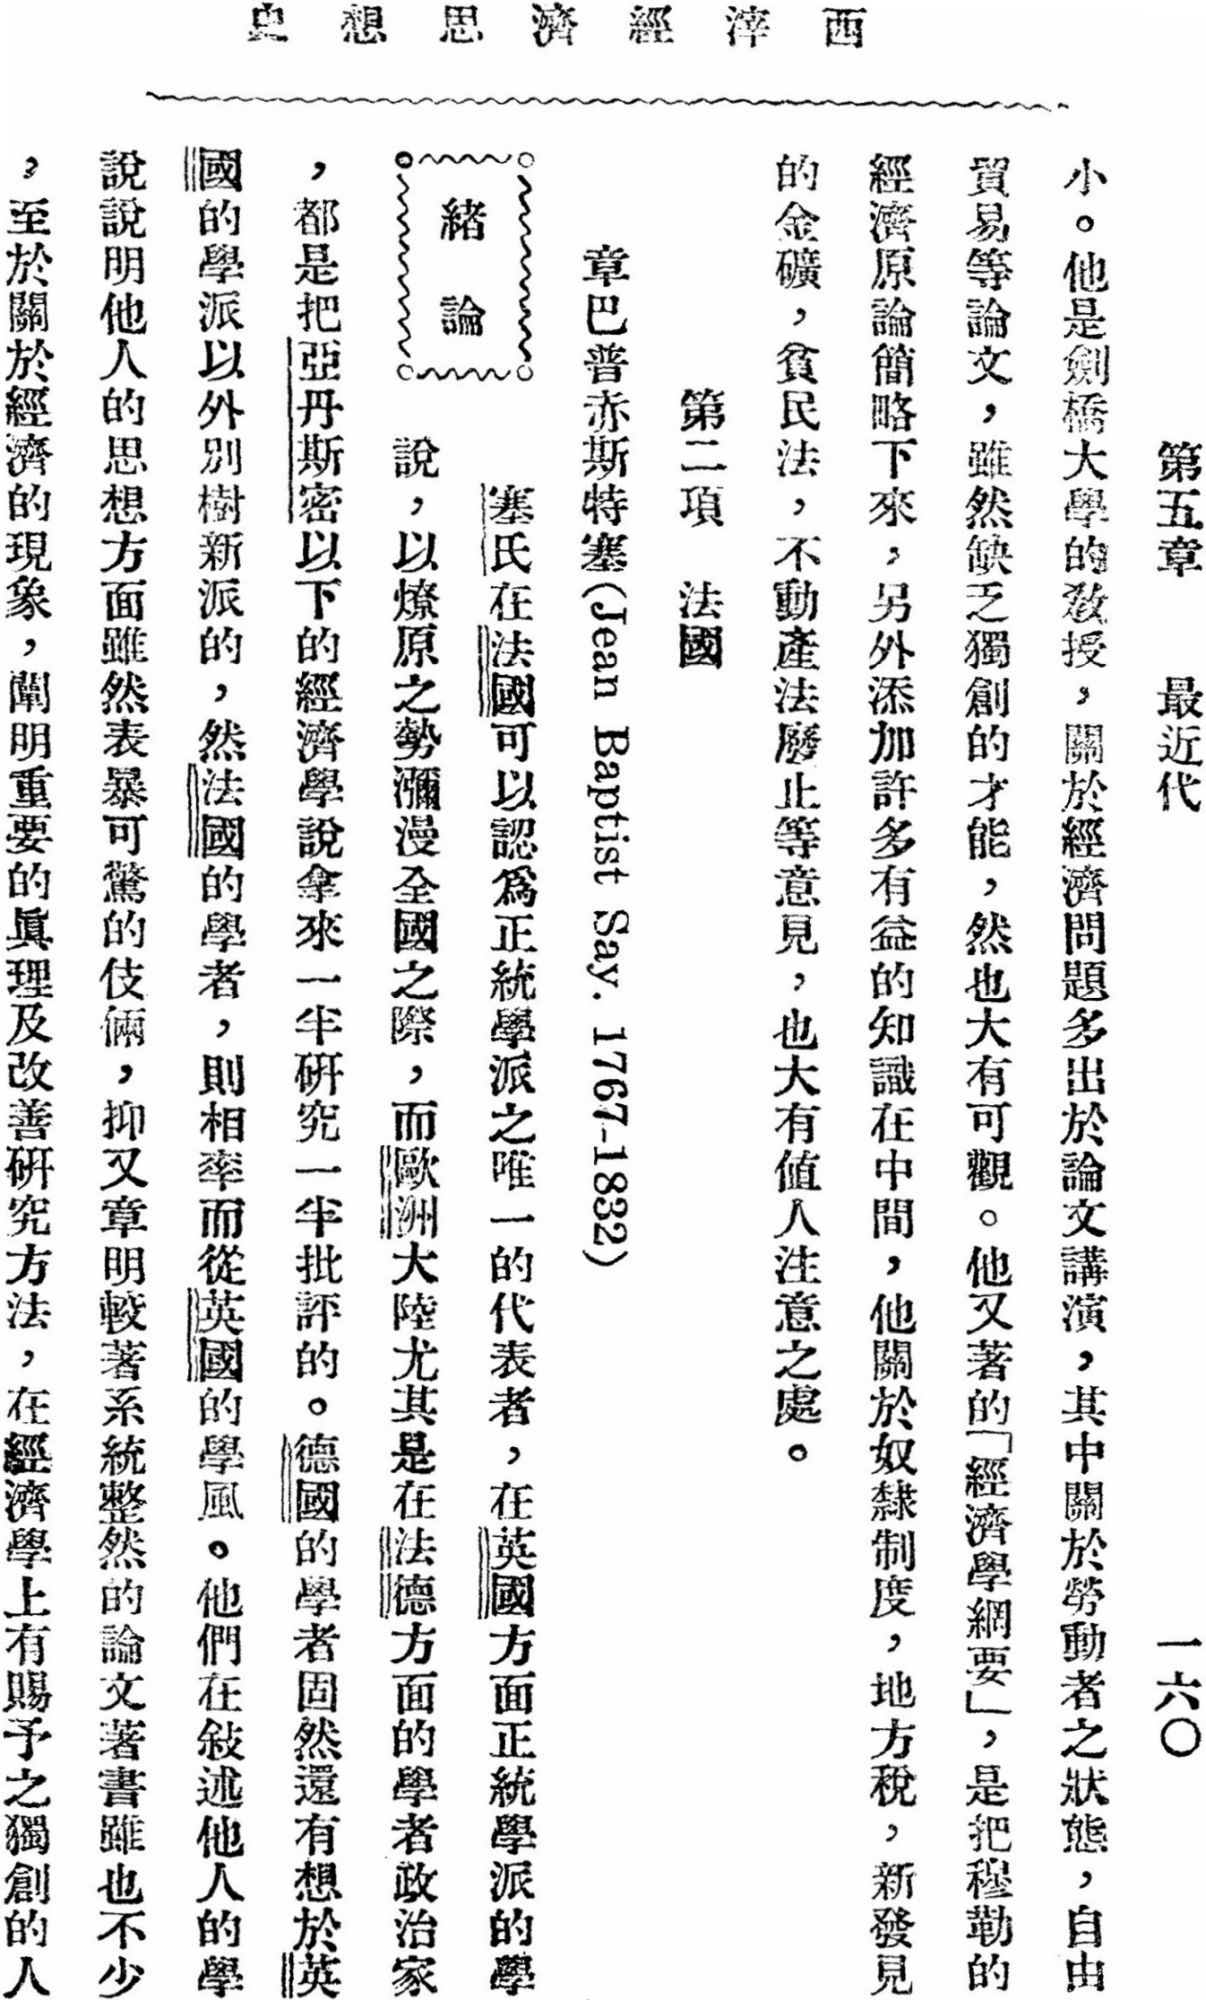 西洋經濟思想史
第五章　最近代　一六〇
小。他是劍橋大學的敎授，關於經濟問題多出於論文講演，其中關於勞動者之狀態，自由
貿易等論文，雖然缺乏獨創的才能，然也大有可觀。他又著的「經濟學網要」，是把穆勒的
經濟原論簡略下來，另外添加許多有益的知識在中間，他關於奴隸制度，地方稅，新發見
的金礦，貧民法，不動產法廢止等意見，也大有値人注意之處。
第二項　法國
章巴普赤斯特塞(Jean Baptist Say. 1767–1832)
緒論
塞氏在法國可以認爲正統學派之唯一的代表者，在英國方面正統學派的學
說，以燎原之勢瀰漫全國之際，而歐洲大陸尤其是在法德方面的學者政治家
，都是把亞丹斯密以下的經濟學說拿來一半硏究一半批評的。德國的學者固然還有想於英
國的學派以外別樹新派的，然法國的學者，則相率而從英國的學風。他們在敍述他人的學
說說明他人的思想方面雖然表暴可驚的伎倆，抑又章明較著系統整然的論文著書雖也不少
，至於關於經濟的現象，闡明重要的眞理及改善硏究方法，在經濟學上有賜予之獨創的人